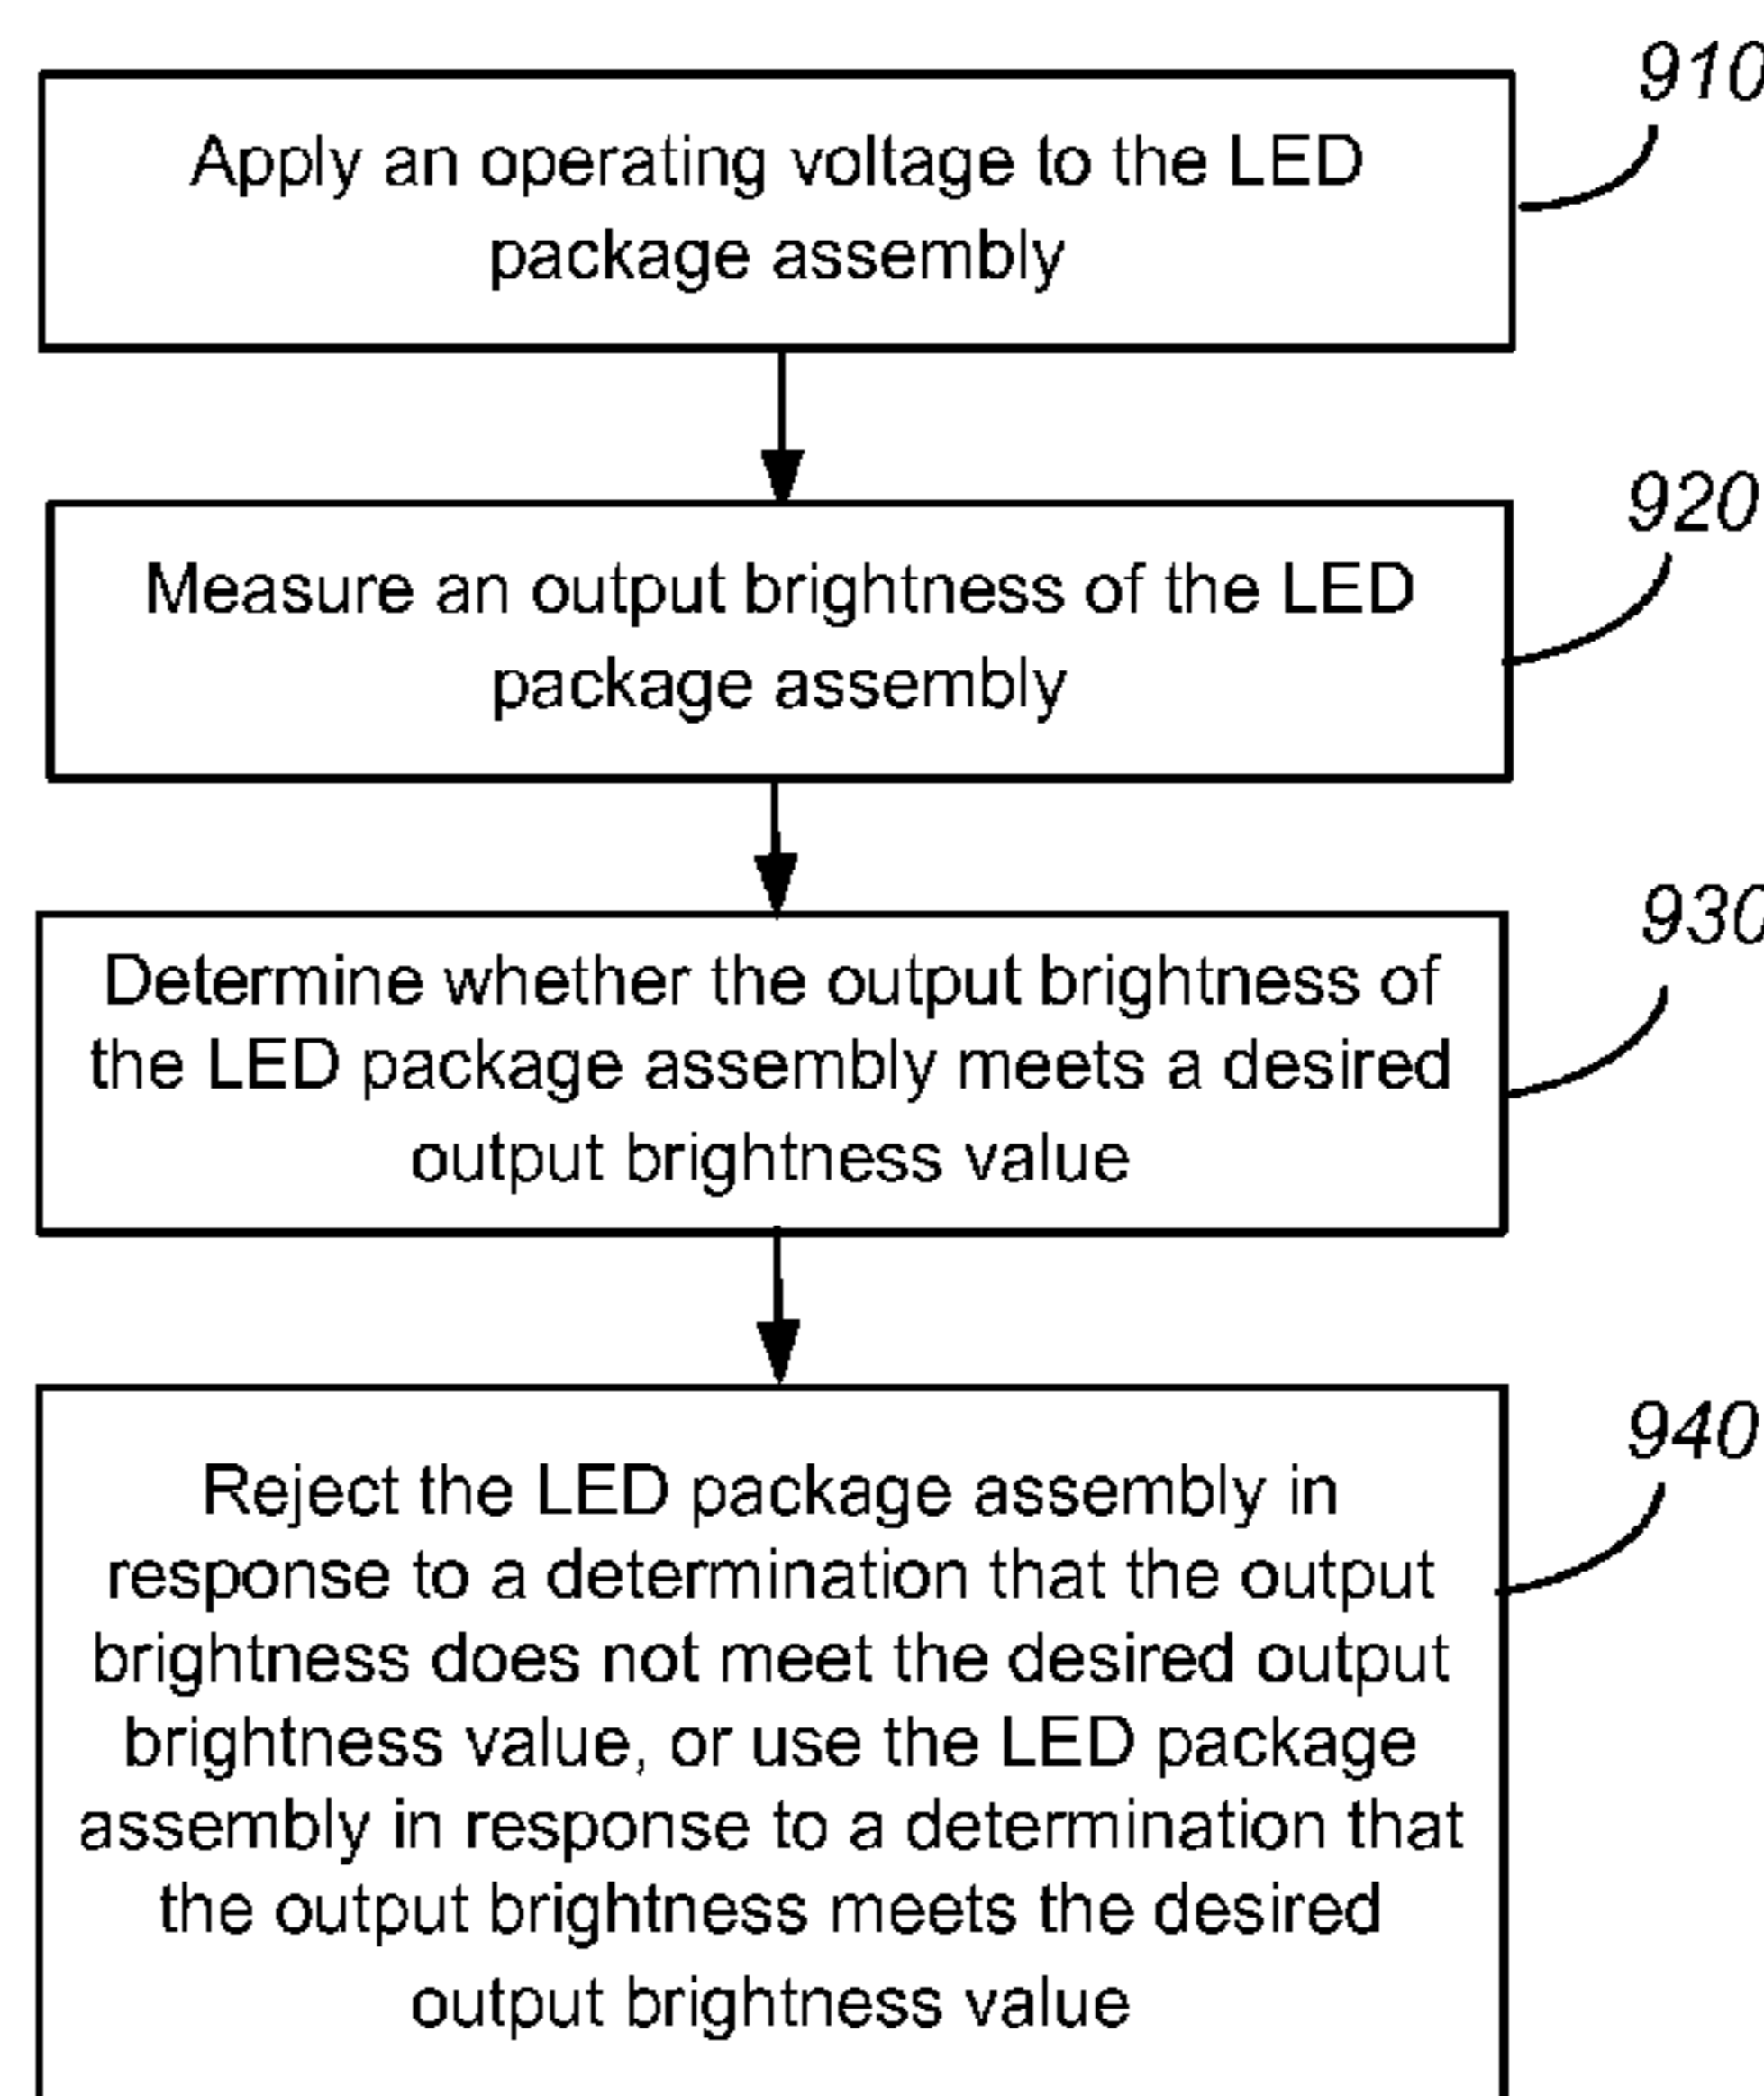 910
Apply an operating voltage to the LED
package assembly
920
Measure an output brightness of the LED
package assembly
930
Determine whether the output brightness of
the LED package assembly meets a desired
output brightness value
940
Reject the LED package assembly in
response to a determination that the output
brightness does not meet the desired output
brightness value, or use the LED package
assembly in response to a determination that
the output brightness meets the desired
output brightness value